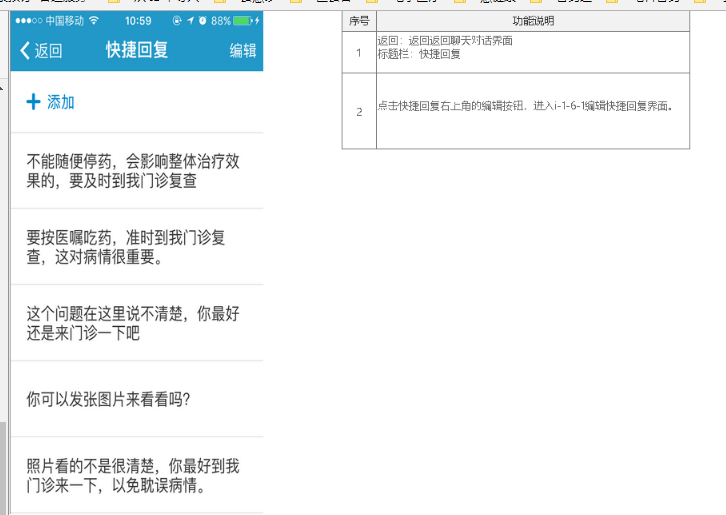 中国移动
10:59
88%
返回
快捷回复
编辑
添加
不能随便停药，会影响整体治疗效
果的，要及时到我门诊复查
要按医嘱吃药，准时到我门诊复
查，这对病情很重要。
这个问题在这里说不清楚，你最好
还是来门诊一下吧
你可以发张图片来看看吗?
照片看的不是很清楚，你最好到我
门诊来一下，以免耽误病情。
序号 功能说明
1
返回：返回返回聊天对话界面
标题栏：快捷回复
2
点击快捷回复右上角的编辑按钮，进入i-1-6-1编辑快捷回复界面。